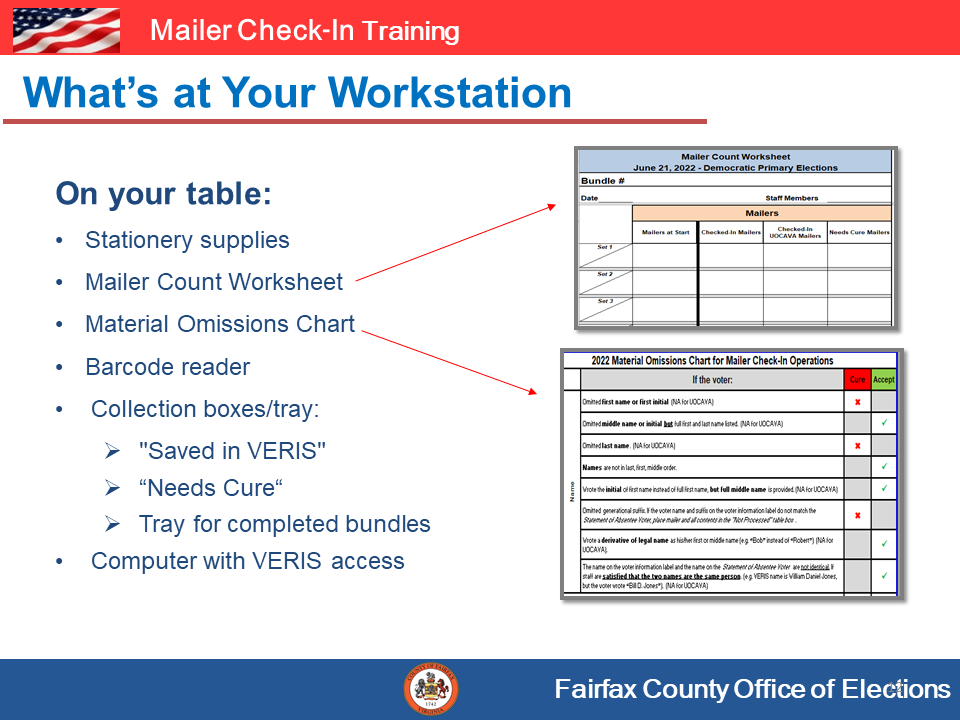 Mailer Check-In Training
What’s at Your Workstation
On your table:
• Stationery supplies
• Mailer Count Worksheet
• Material Omissions Chart
• Barcode reader
• Collection boxes/tray:
➢ "Saved in VERIS"
➢ “Needs Cure“
➢ Tray for completed bundles
• Computer with VERIS access
Mailer Count Worksheet
June 21, 2022 - Democratic Primary Elections
Bundle #
Date Staff Members
Mailers
Mailers at Start Checked-In Mailers Checked-In UOCAVA Mailers Needs Cure Mailers
Set 1
Set 2
Set 3
2022 Material Omissions Chart for Mailer Check-In Operations
If the voter: Cure Accept
Name
Omitted first name or first initial (NA for UOCAVA) ✖
Omitted middle name or initial but full first and last name listed. (NA for UOCAVA) ✓
Omitted last name. (NA for UOCAVA) ✖
Names are not in last, first, middle order. ✓
Wrote the initial of first name instead of full first name, but full middle name is provided. (NA for UOCAVA) ✓
Omitted generational suffix. If the voter name and suffix on the voter information label do not match the
Statement of Absentee Voter, place mailer and all contents in the "Not Processed" table box. ✖
Wrote a derivative of legal name as his/her first or middle name (e.g. “Bob” instead of “Robert”) (NA for
UOCAVA). ✓
The name on the voter information label and the name on the Statement of Absentee Voter are not identical. If
staff are satisfied that the two names are the same person. (e.g. VERIS name is William Daniel Jones,
but the voter wrote “Bill D. Jones”). (NA for UOCAVA) ✓
COUNTY OF FAIRFAX
VIRGINIA
1742
Fairfax County Office of Elections